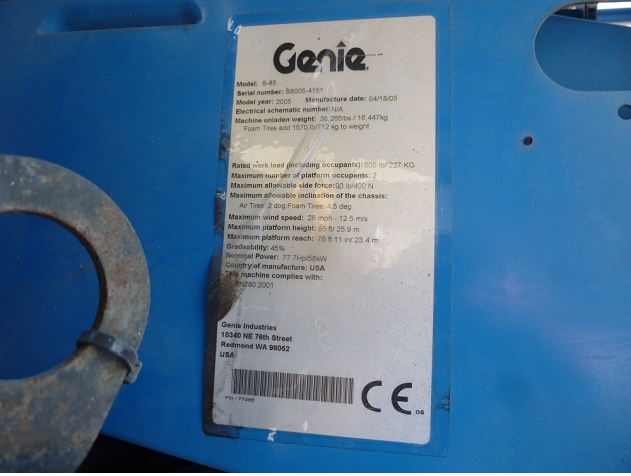 Genie
Model: S-85
Serial number: S8005-4151
Model year: 2005 Manufacture date: 04/18/05
Electrical schematic number: N/A
Machine unladen weight: 36,260lbs / 16,447kg
Foam Tires add 1570 lb/712 kg to weight
Rated work load (including occupants): 500 lb/ 227 KG
Maximum number of platform occupants: 2
Maximum allowable side force: 90 lb/400 N
Maximum allowable inclination of the chassis:
Air Tires: 2 deg Foam Tires: 4.5 deg
Maximum wind speed: 28 mph - 12.5 m/s
Maximum platform height: 85 ft/ 25.9 m
Maximum platform reach: 76 ft 11 in/ 23.4 m
Gradeability: 45%
Nominal Power: 77.7Hp/58kW
Country of manufacture: USA
This machine complies with:
EN280:2001
Genie Industries
18340 NE 76th Street
Redmond WA 98052
USA
PN - 77055
CE